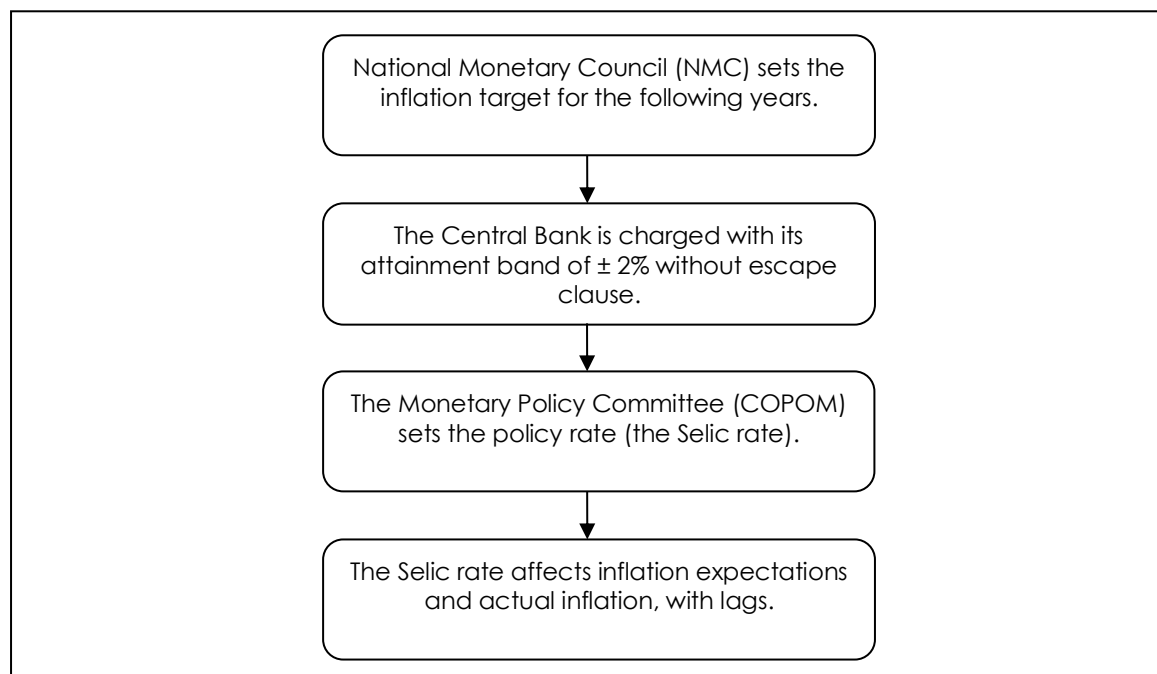 National Monetary Council (NMC) sets the
inflation target for the following years.
The Central Bank is charged with its
attainment band of ± 2% without escape
clause.
The Monetary Policy Committee (COPOM)
sets the policy rate (the Selic rate).
The Selic rate affects inflation expectations
and actual inflation, with lags.